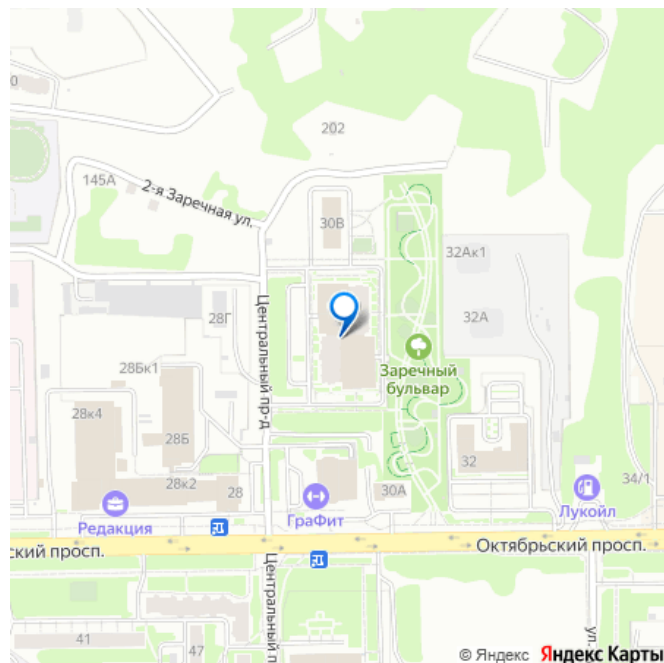 202
145А
2-я Заречная ул.
30В
32Ак1
Центральный пр-д
28Г
32А
28Бк1
Заречный
бульвар
28к4
28Б
32
28к2
28
30А
34/1
Редакция
ГраФит
Лукойл
ский просп.
Октябрьский просп.
Центральный п
ул.
41
47
© Яндекс Яндекс Карты